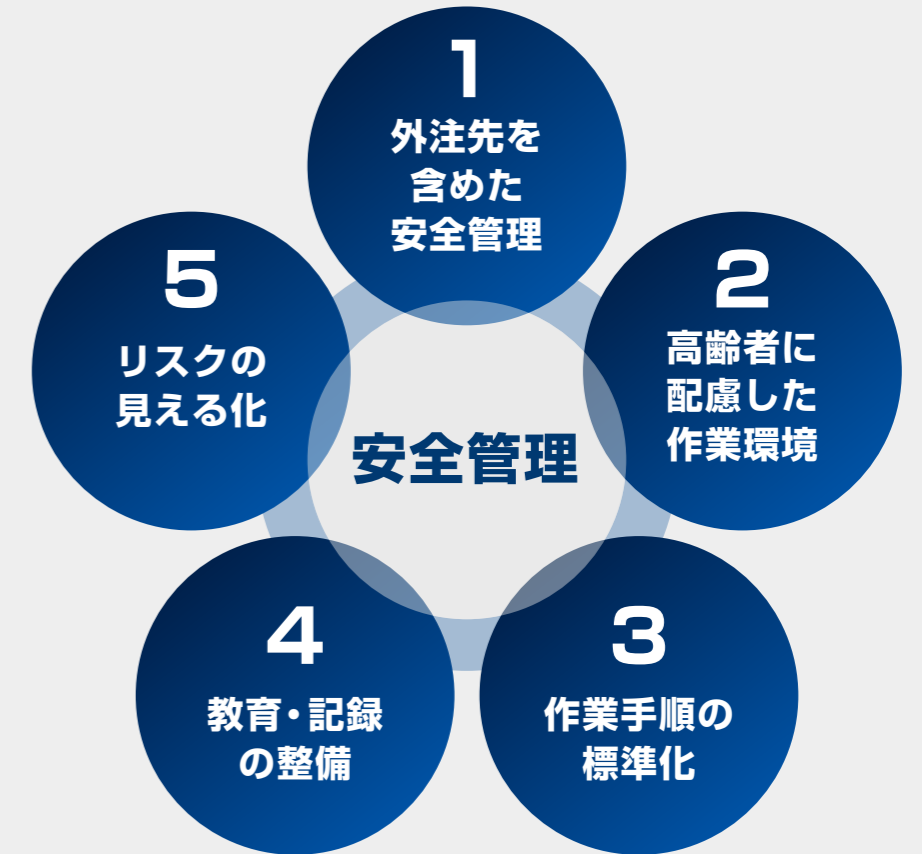 1
外注先を
含めた
安全管理
2
高齢者に
配慮した
作業環境
3
作業手順の
標準化
4
教育・記録
の整備
5
リスクの
見える化
安全管理